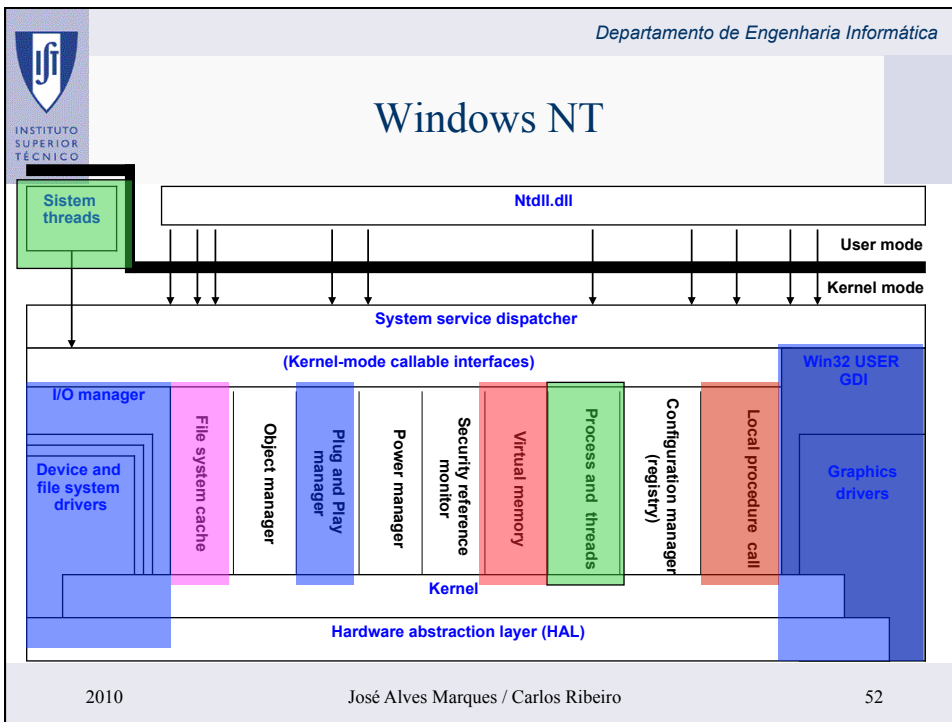 Departamento de Engenharia Informática
INSTITUTO
SUPERIOR
TÉCNICO
Windows NT
Sistem
threads
Ntdll.dll
User mode
Kernel mode
System service dispatcher
(Kernel-mode callable interfaces)
Win32 USER
GDI
I/O manager
Device and
file system
drivers
File system cache
Object manager
Plug and Play
manager
Power manager
Security reference
monitor
Virtual memory
Process and threads
Configuration manager
(registry)
Local procedure call
Graphics
drivers
Kernel
Hardware abstraction layer (HAL)
2010
José Alves Marques / Carlos Ribeiro
52